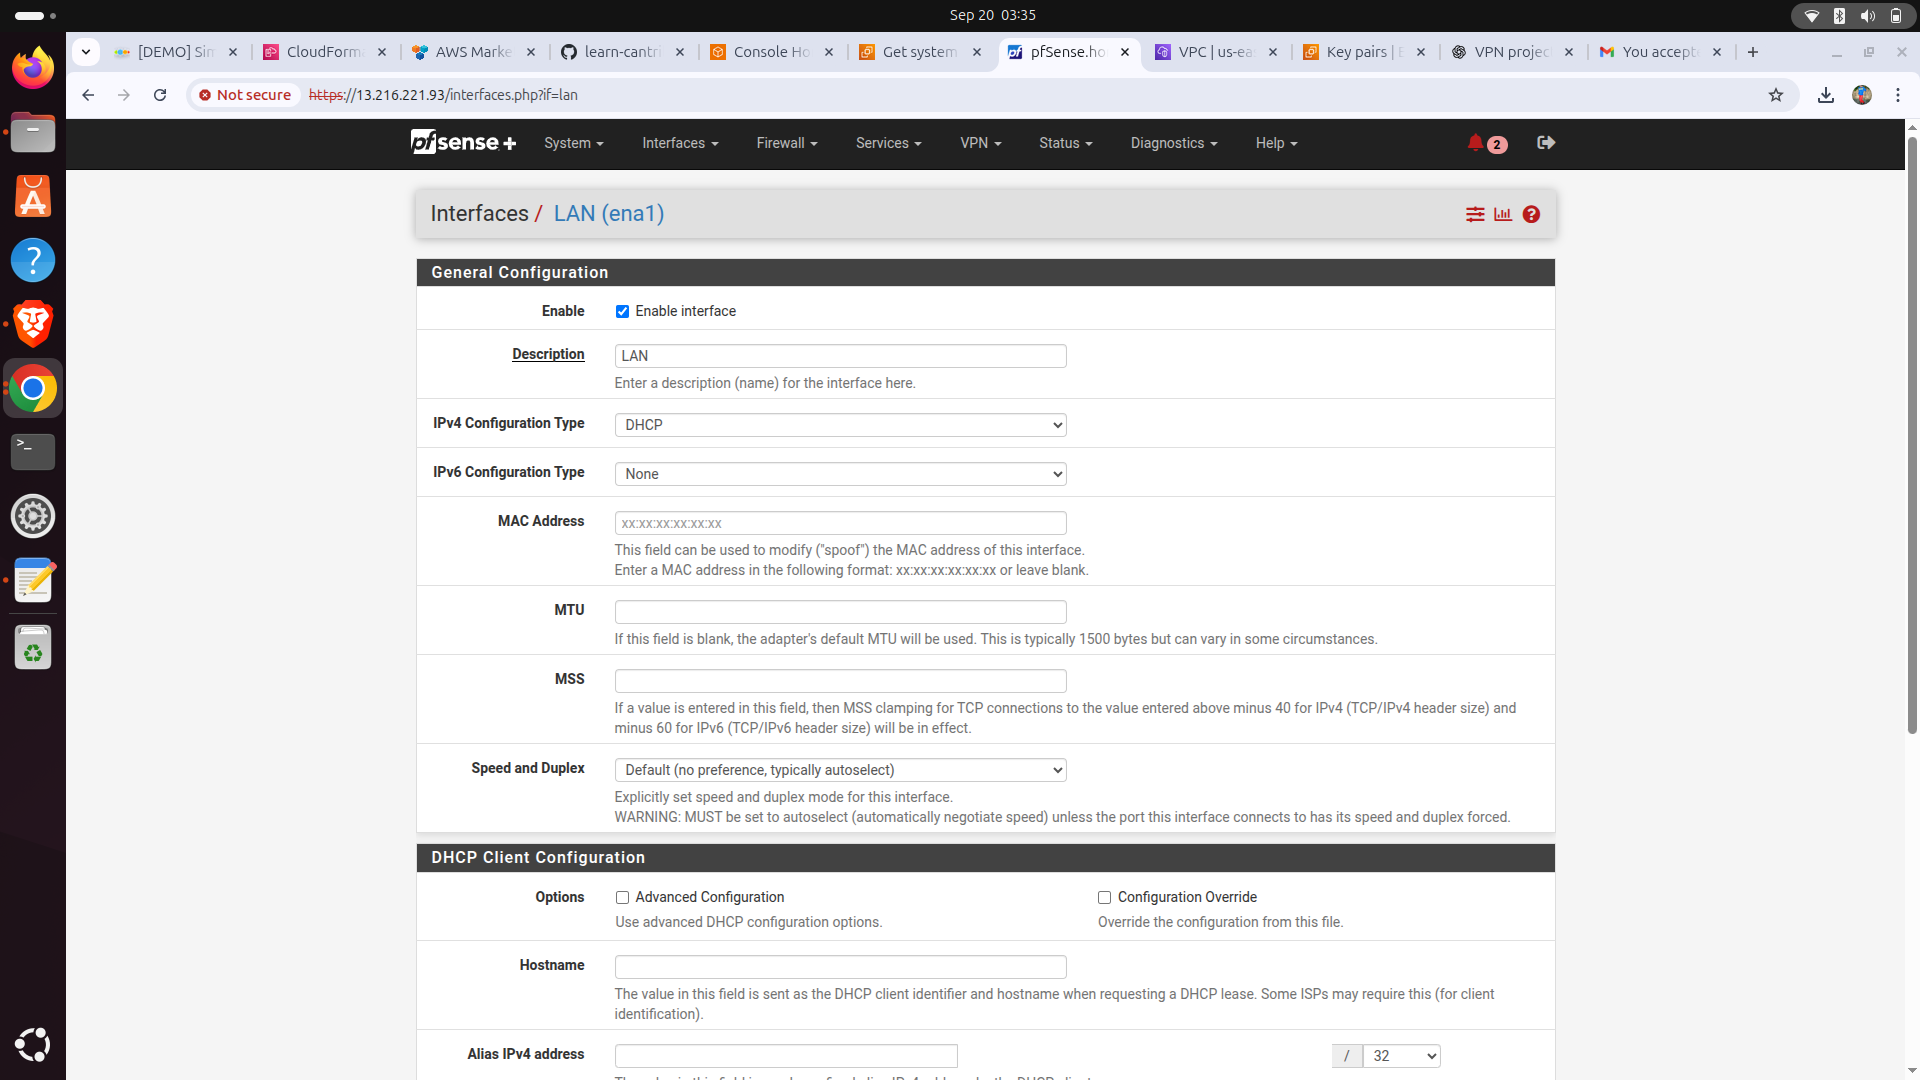 Sep 20 03:35
[DEMO] Sim
CloudForma
AWS Marke
learn-cantri
Console Ho
Get system
pfSense.ho
VPC | us-ea
Key pairs | E
VPN projec
You accept
Not secure
https://13.216.221.93/interfaces.php?if=lan
pfsense+
System
Interfaces
Firewall
Services
VPN
Status
Diagnostics
Help
2
Interfaces / LAN (ena1)
General Configuration
Enable
Enable interface
Description
LAN
Enter a description (name) for the interface here.
IPv4 Configuration Type
DHCP
IPv6 Configuration Type
None
MAC Address
xx:xx:xx:xx:xx:xx
This field can be used to modify ("spoof") the MAC address of this interface.
Enter a MAC address in the following format: xx:xx:xx:xx:xx:xx or leave blank.
MTU
If this field is blank, the adapter's default MTU will be used. This is typically 1500 bytes but can vary in some circumstances.
MSS
If a value is entered in this field, then MSS clamping for TCP connections to the value entered above minus 40 for IPv4 (TCP/IPv4 header size) and
minus 60 for IPv6 (TCP/IPv6 header size) will be in effect.
Speed and Duplex
Default (no preference, typically autoselect)
Explicitly set speed and duplex mode for this interface.
WARNING: MUST be set to autoselect (automatically negotiate speed) unless the port this interface connects to has its speed and duplex forced.
DHCP Client Configuration
Options
Advanced Configuration
Configuration Override
Use advanced DHCP configuration options.
Override the configuration from this file.
Hostname
The value in this field is sent as the DHCP client identifier and hostname when requesting a DHCP lease. Some ISPs may require this (for client
identification).
Alias IPv4 address
/
32